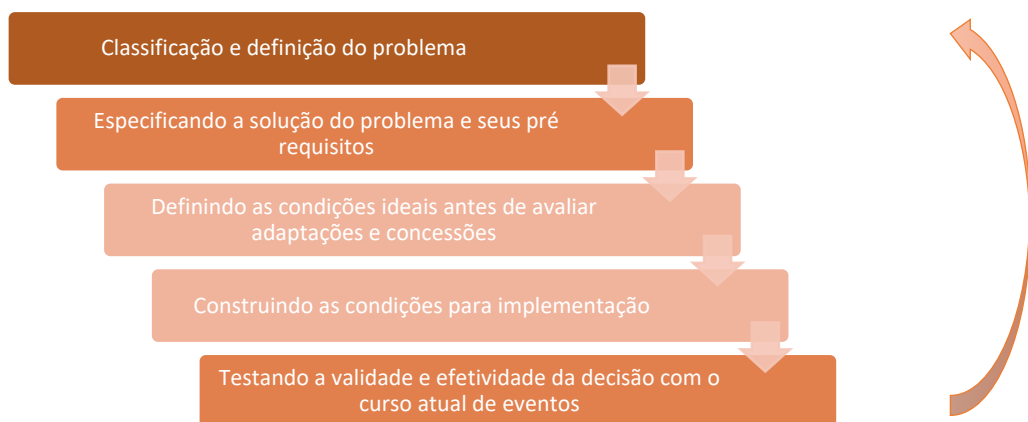 Classificação e definição do problema
Especificando a solução do problema e seus pré
requisitos
Definindo as condições ideais antes de avaliar
adaptações e concessões
Construindo as condições para implementação
Testando a validade e efetividade da decisão com o
curso atual de eventos